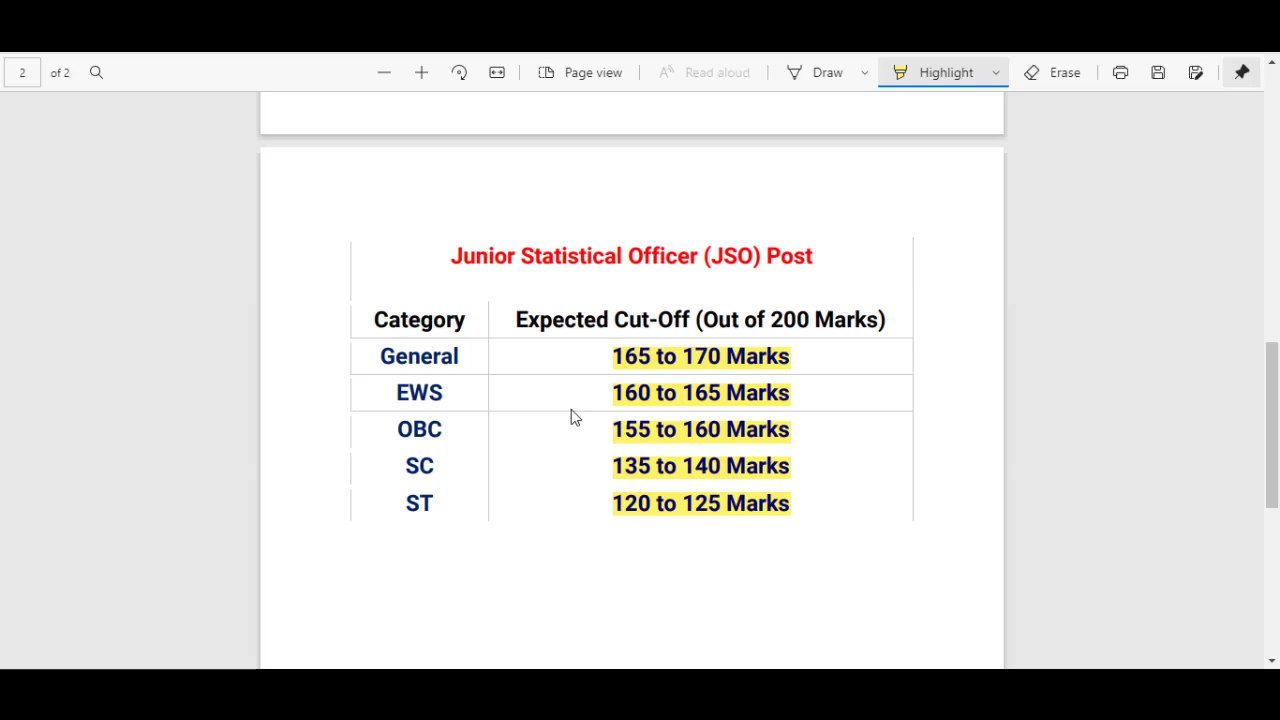 2 of 2 Page view Read aloud Draw Highlight Erase
Junior Statistical Officer (JSO) Post
Category Expected Cut-Off (Out of 200 Marks)
General 165 to 170 Marks
EWS 160 to 165 Marks
OBC 155 to 160 Marks
SC 135 to 140 Marks
ST 120 to 125 Marks